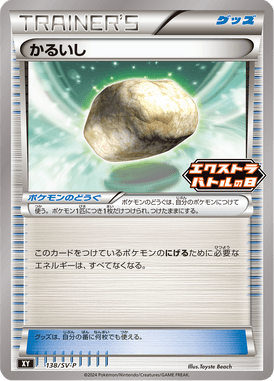 TRAINER'S
グッズ
かるいし
エクストラ
バトルの日
ポケモンのどうぐ
ポケモンのどうぐは、自分のポケモンにつけて
使う。ポケモン1匹につき1枚だけつけられ、つけたままにする。
このカードをつけているポケモンのにげるために必要な
エネルギーは、すべてなくなる。
グッズは、自分の番に何枚でも使える。
XY
138/SV-P
Illus.Toyste Beach
©2024 Pokémon/Nintendo/Creatures/GAME FREAK.